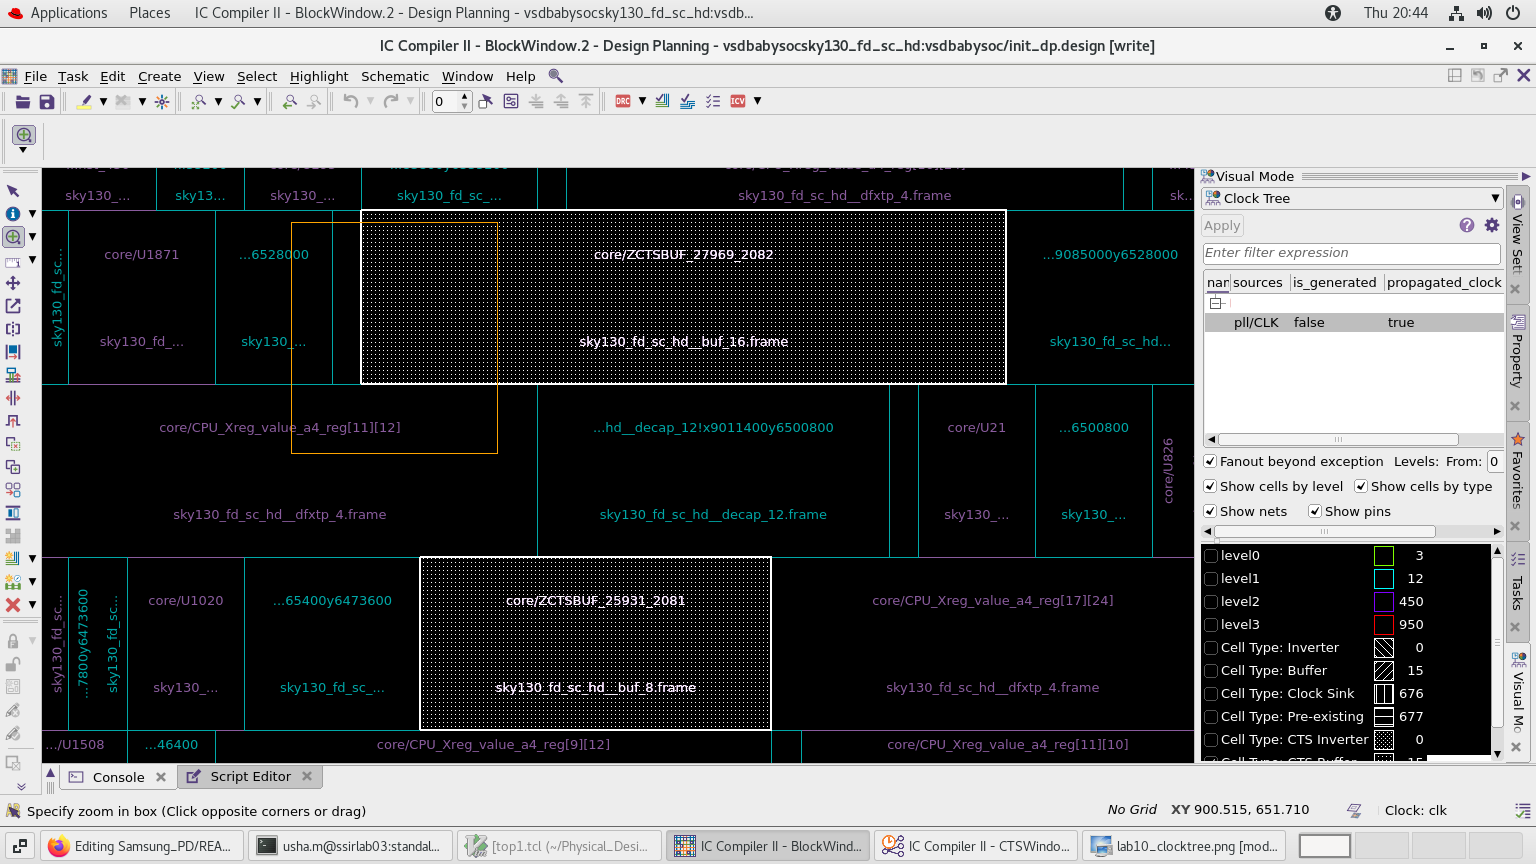 Applications Places IC Compiler II - BlockWindow.2 - Design Planning - vsdbabysocsky130_fd_sc_hd:vsdb... Thu 20:44
IC Compiler II - BlockWindow.2 - Design Planning - vsdbabysocsky130_fd_sc_hd:vsdbabysoc/init_dp.design [write]
File Task Edit Create View Select Highlight Schematic Window Help
0 DRC ICV
Visual Mode
sky130_... sky13... sky130_... sky130_fd_sc_... sky130_fd_sc_hd__dfxtp_4.frame sk...
Clock Tree
Apply
Enter filter expression
sources is_generated propagated_clock
pll/CLK false true
core/U1871 ...6528000 core/ZCTSBUF_27969_2082 ...9085000y6528000
sky130_fd_sc...
sky130_fd_... sky130_... sky130_fd_sc_hd__buf_16.frame sky130_fd_sc_hd...
core/CPU_Xreg_value_a4_reg[11][12] ...hd__decap_12!x9011400y6500800 core/U21 ...6500800
core/U826
sky130_fd_sc_hd__dfxtp_4.frame sky130_fd_sc_hd__decap_12.frame sky130_... sky130_...
core/U1020 ...65400y6473600 core/ZCTSBUF_25931_2081 core/CPU_Xreg_value_a4_reg[17][24]
sky130_fd_sc... ...7800y6473600 sky130_fd_sc...
sky130_... sky130_fd_sc_... sky130_fd_sc_hd__buf_8.frame sky130_fd_sc_hd__dfxtp_4.frame
.../U1508 ...46400 core/CPU_Xreg_value_a4_reg[9][12] core/CPU_Xreg_value_a4_reg[11][10]
Fanout beyond exception Levels: From: 0
Show cells by level Show cells by type
Show nets Show pins
level0 3
level1 12
level2 450
level3 950
Cell Type: Inverter 0
Cell Type: Buffer 15
Cell Type: Clock Sink 676
Cell Type: Pre-existing 677
Cell Type: CTS Inverter 0
Cell Type: CTS Buffer 15
View Sett
Property
Favorites
Tasks
Visual Mo
Console Script Editor
Specify zoom in box (Click opposite corners or drag) No Grid XY 900.515, 651.710 Clock: clk
Editing Samsung_PD/REA... usha.m@ssirlab03:standal... [top1.tcl (~/Physical_Desi... IC Compiler II - BlockWind... IC Compiler II - CTSWindo... lab10_clocktree.png [mod...